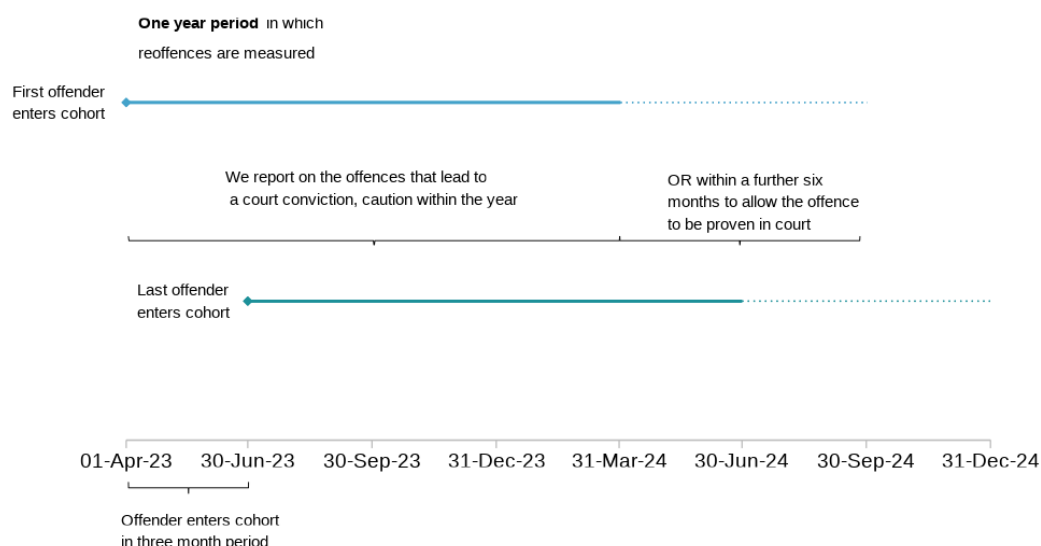 One year period in which
reoffences are measured
First offender
enters cohort
We report on the offences that lead to
a court conviction, caution within the year
OR within a further six
months to allow the offence
to be proven in court
Last offender
enters cohort
01-Apr-23 30-Jun-23 30-Sep-23 31-Dec-23 31-Mar-24 30-Jun-24 30-Sep-24 31-Dec-24
Offender enters cohort
in three month period